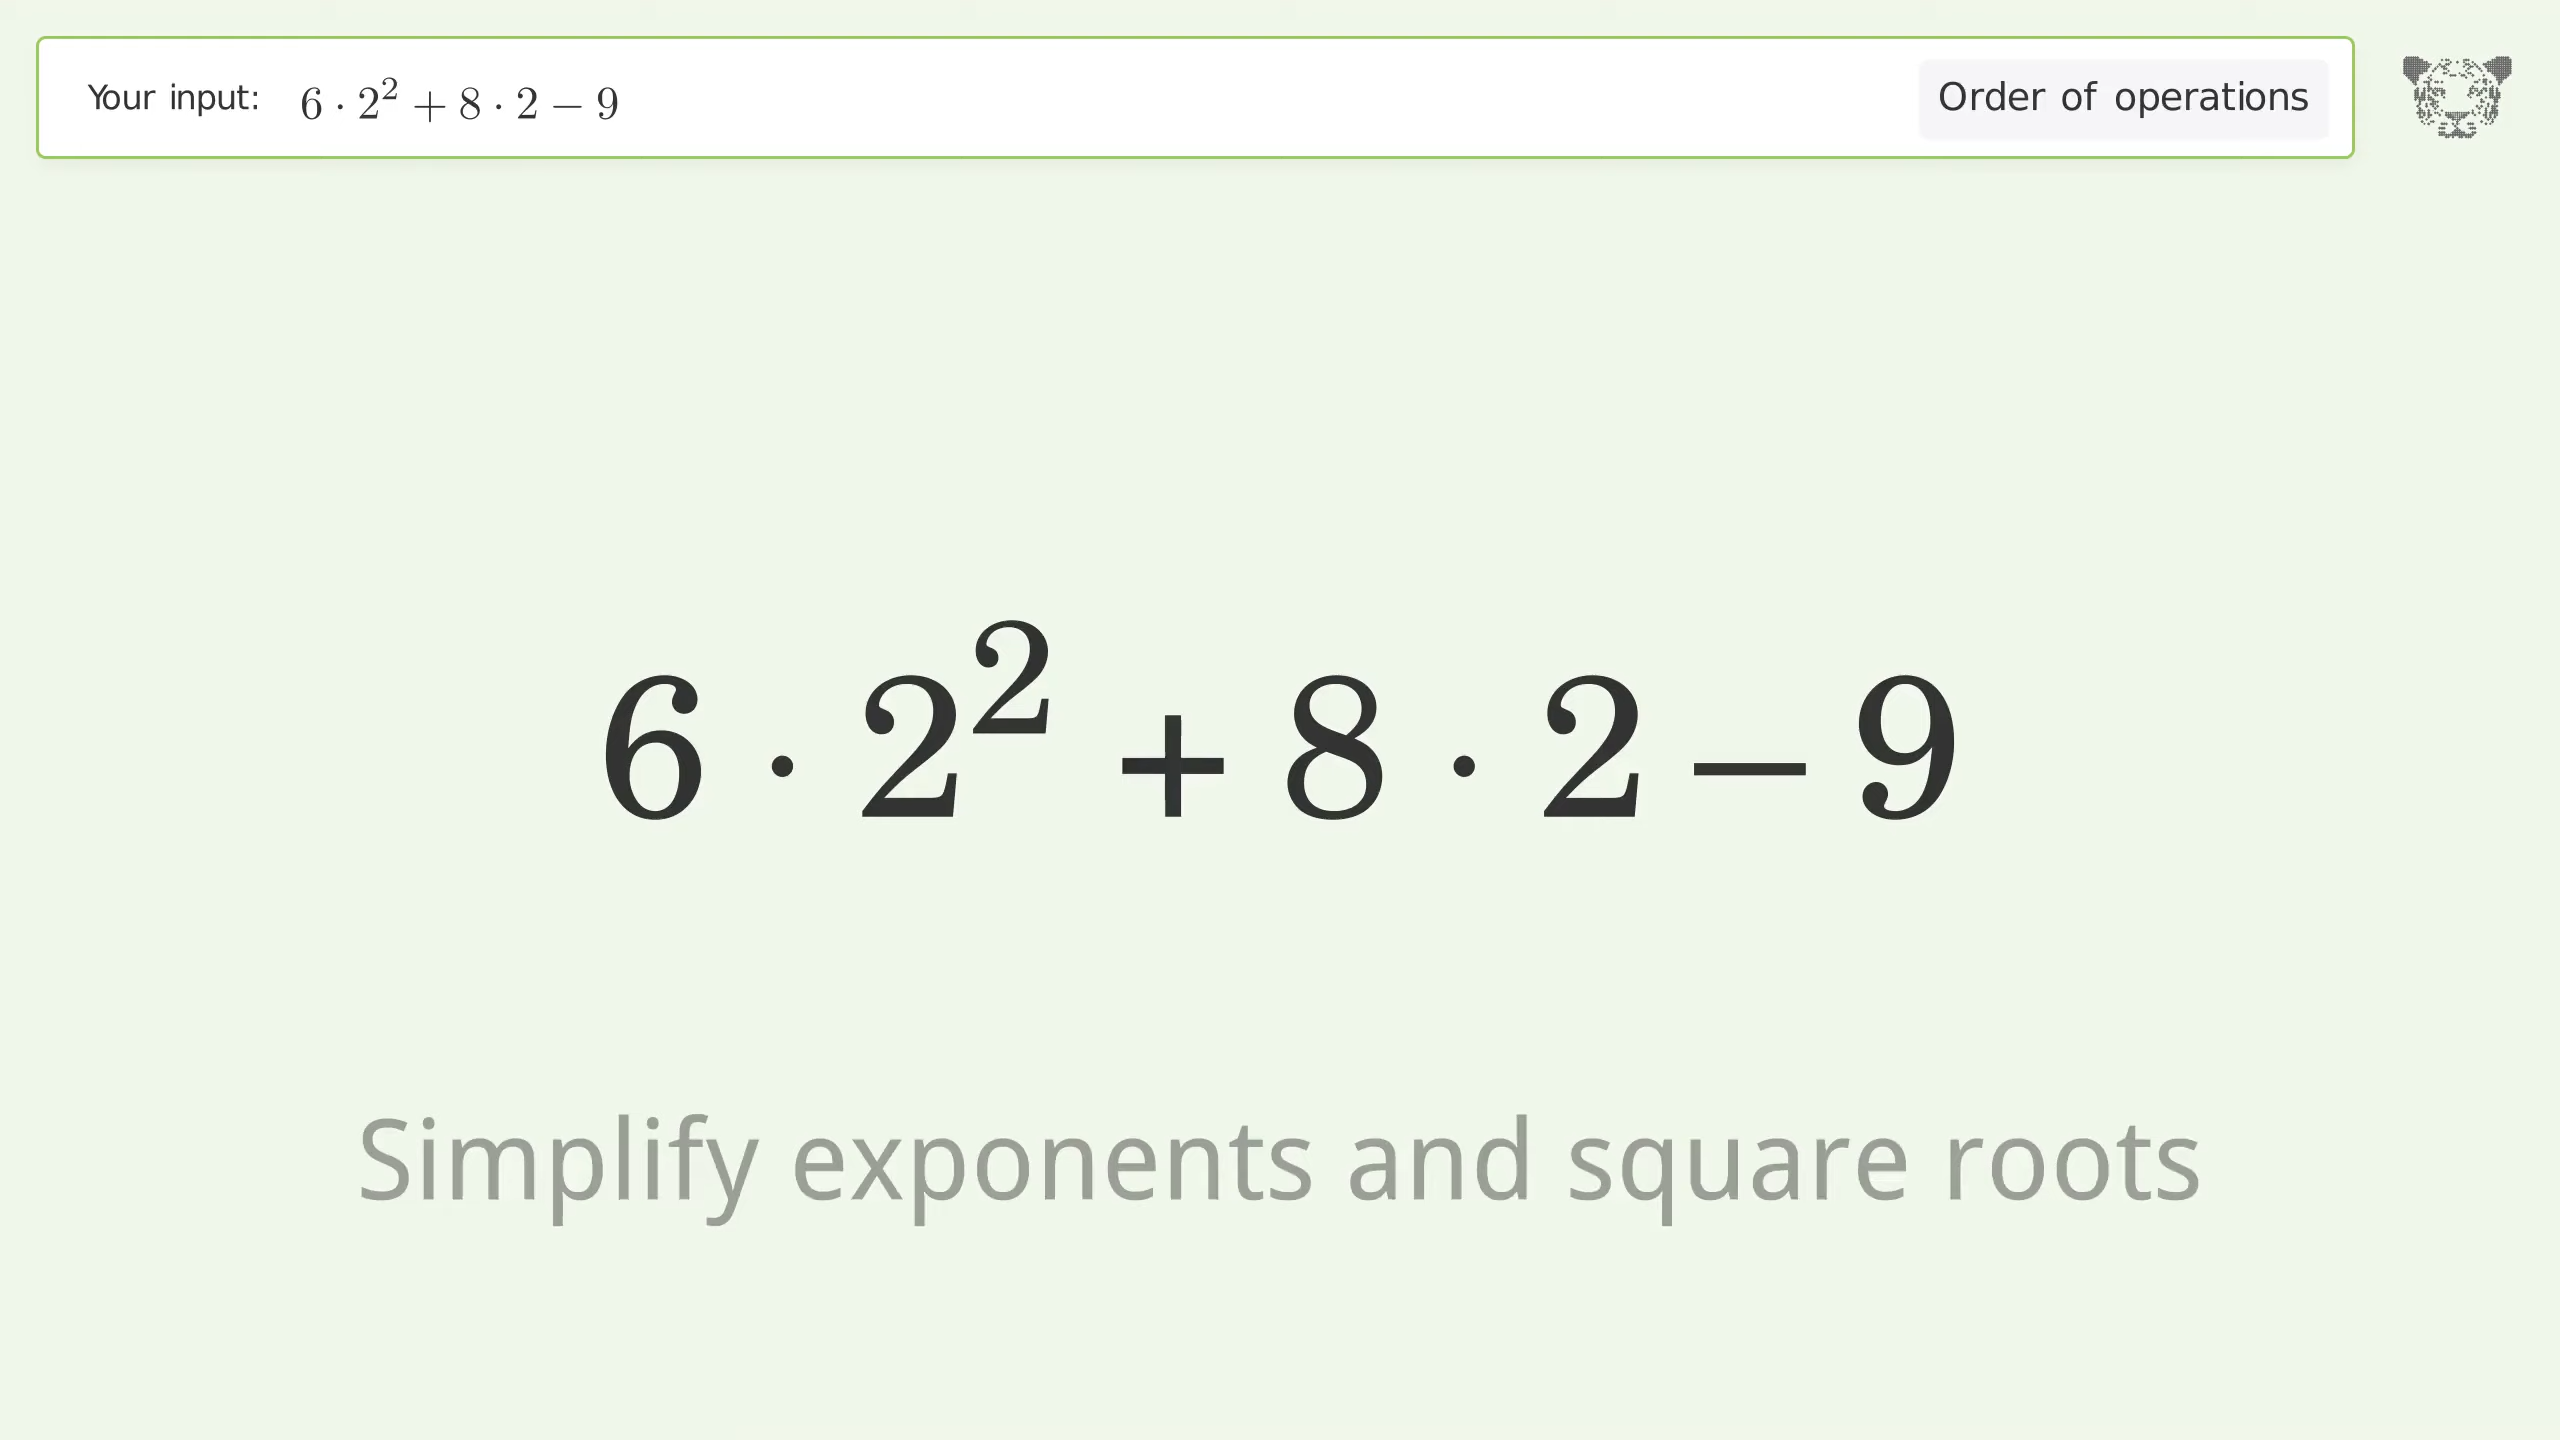 Your input: 6 · 2² + 8 · 2 − 9 Order of operations
6 · 2² + 8 · 2 − 9
Simplify exponents and square roots